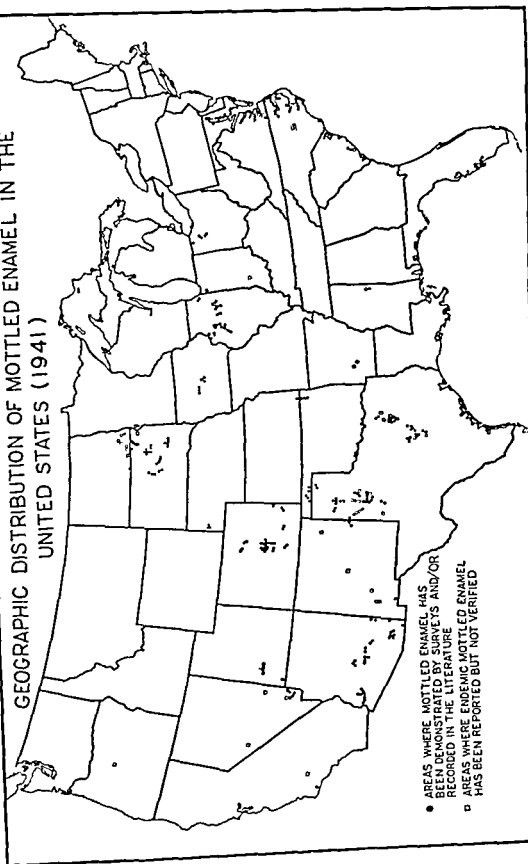 GEOGRAPHIC DISTRIBUTION OF MOTTLED ENAMEL IN THE
UNITED STATES (1941)
AREAS WHERE MOTTLED ENAMEL HAS
BEEN DEMONSTRATED BY SURVEYS AND/OR
RECORDED IN THE LITERATURE
AREAS WHERE ENDEMIC MOTTLED ENAMEL
HAS BEEN REPORTED BUT NOT VERIFIED